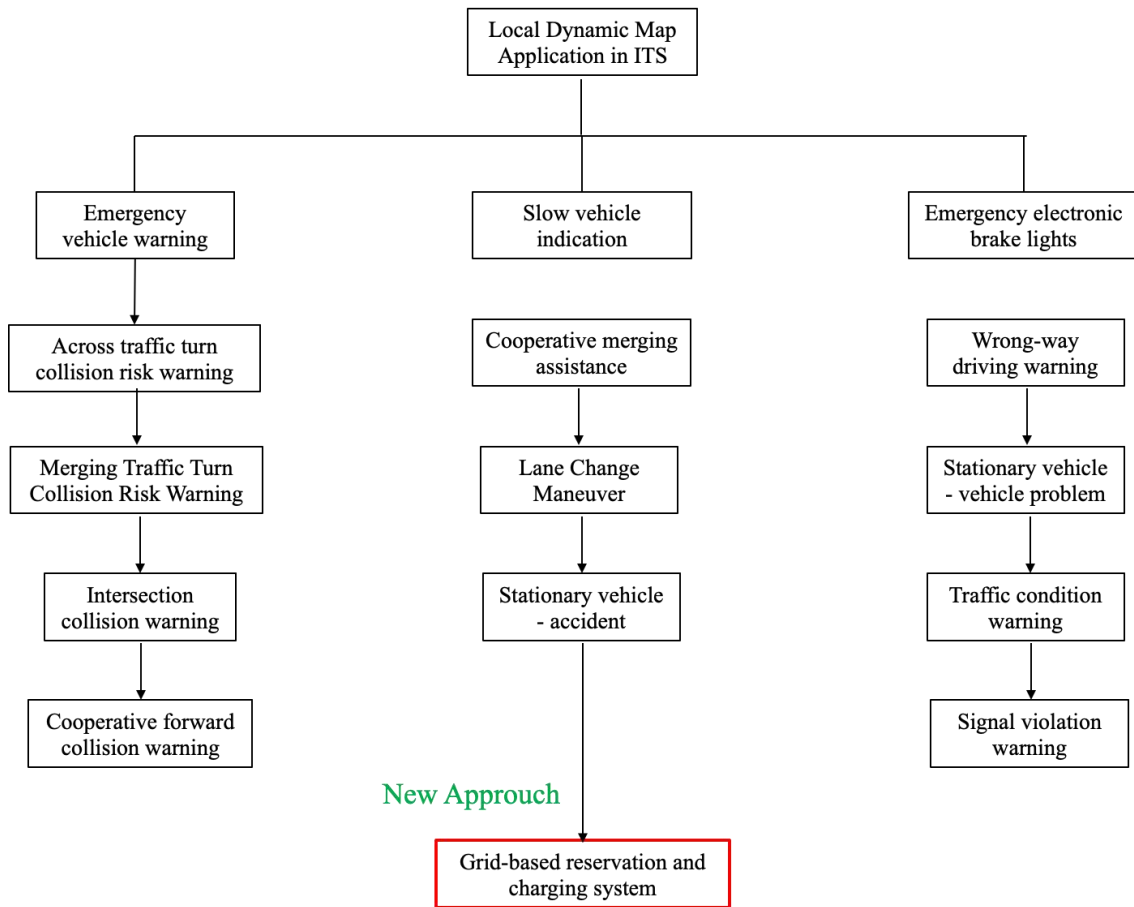 Local Dynamic Map
Application in ITS
Emergency
vehicle warning
Slow vehicle
indication
Emergency electronic
brake lights
Across traffic turn
collision risk warning
Cooperative merging
assistance
Wrong-way
driving warning
Merging Traffic Turn
Collision Risk Warning
Lane Change
Maneuver
Stationary vehicle
- vehicle problem
Intersection
collision warning
Stationary vehicle
- accident
Traffic condition
warning
Cooperative forward
collision warning
Signal violation
warning
New Approuch
Grid-based reservation and
charging system